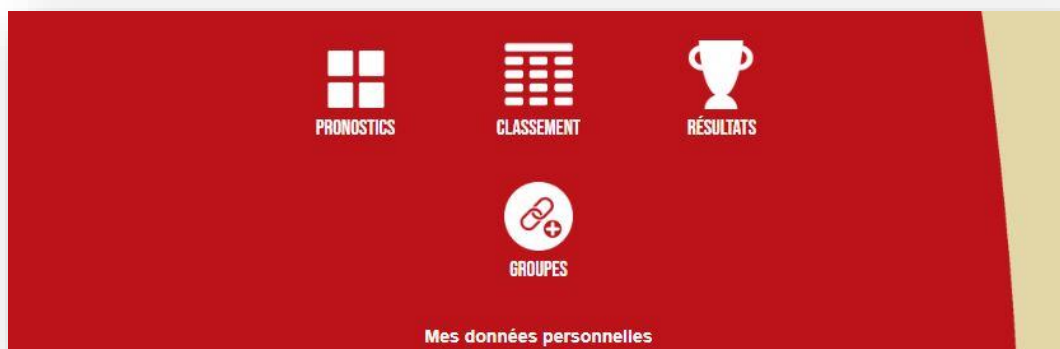 PRONOSTICS CLASSEMENT RÉSULTATS
GROUPES
Mes données personnelles